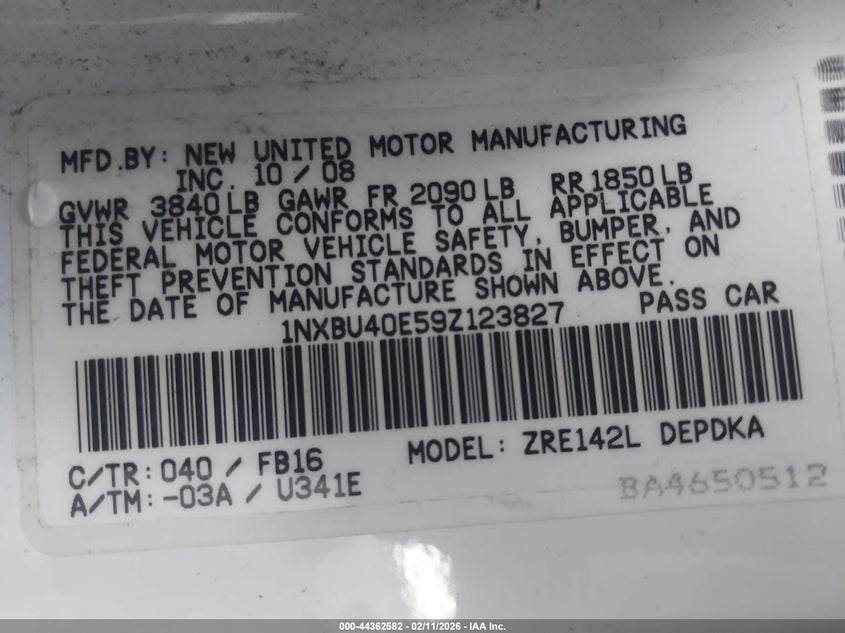 MFD.BY: NEW UNITED MOTOR MANUFACTURING
INC. 10 / 08
GVWR 3840 LB GAWR FR 2090 LB RR 1850 LB
THIS VEHICLE CONFORMS TO ALL APPLICABLE
FEDERAL MOTOR VEHICLE SAFETY, BUMPER, AND
THEFT PREVENTION STANDARDS IN EFFECT ON
THE DATE OF MANUFACTURE SHOWN ABOVE.
1NXBU40E59Z123827 PASS CAR
C/TR: 040 / FB16 MODEL: ZRE142L DEPDKA
A/TM: -03A / U341E BA4650512
000-44362582 - 02/11/2026 - IAA Inc.